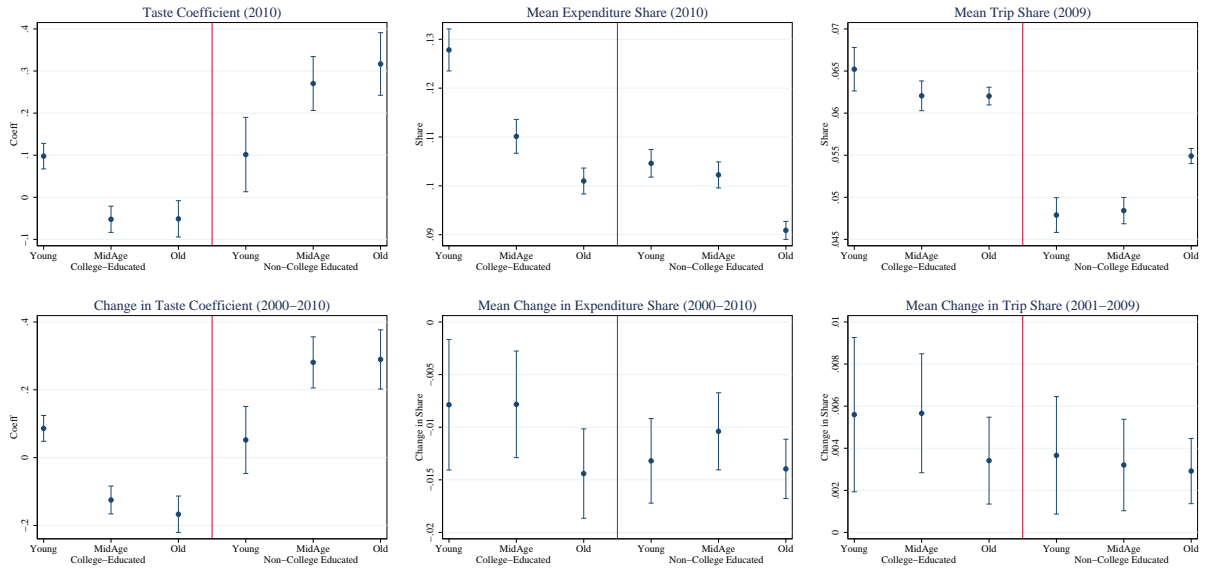 Taste Coefficient (2010)
Coeff
.4
.3
.2
.1
0
-.1
Young MidAge Old Young MidAge Old
College-Educated Non-College Educated
Mean Expenditure Share (2010)
Share
.13
.12
.11
.1
.09
Young MidAge Old Young MidAge Old
College-Educated Non-College Educated
Mean Trip Share (2009)
Share
.07
.065
.06
.055
.05
.045
Young MidAge Old Young MidAge Old
College-Educated Non-College Educated
Change in Taste Coefficient (2000-2010)
Coeff
.4
.2
0
-.2
Young MidAge Old Young MidAge Old
College-Educated Non-College Educated
Mean Change in Expenditure Share (2000-2010)
Change in Share
0
-.005
-.01
-.015
-.02
Young MidAge Old Young MidAge Old
College-Educated Non-College Educated
Mean Change in Trip Share (2001-2009)
Change in Share
.01
.008
.006
.004
.002
0
Young MidAge Old Young MidAge Old
College-Educated Non-College Educated